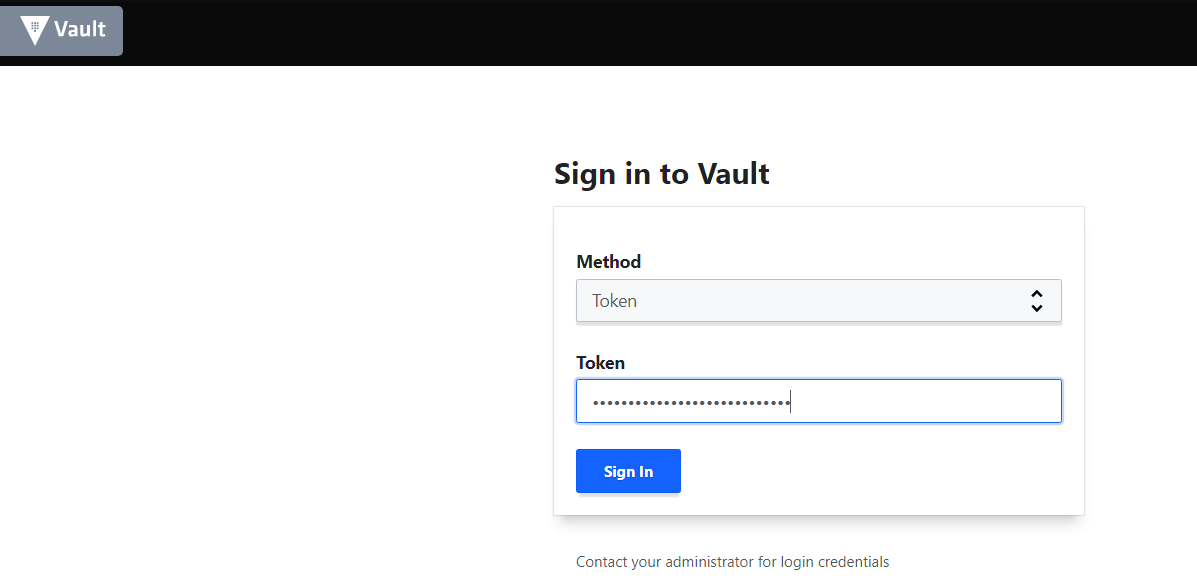 Vault
Sign in to Vault
Method
Token
Token
••••••••••••••••••••••••••••
Sign In
Contact your administrator for login credentials